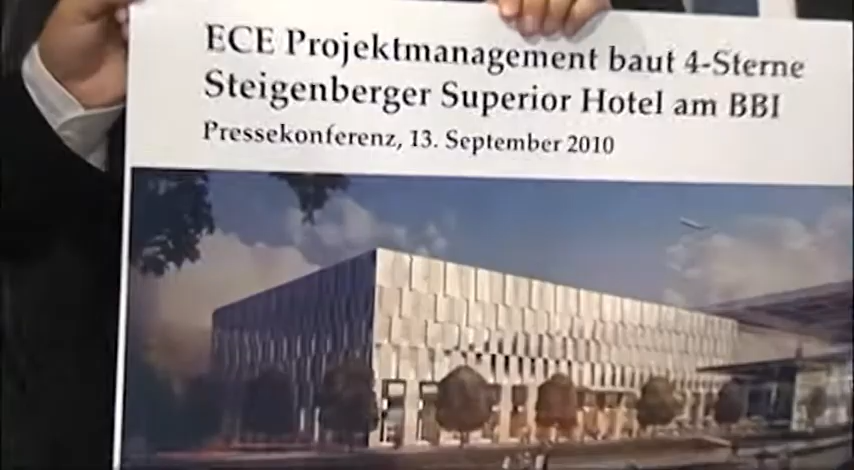 ECE Projektmanagement baut 4-Sterne
Steigenberger Superior Hotel am BBI
Pressekonferenz, 13. September 2010